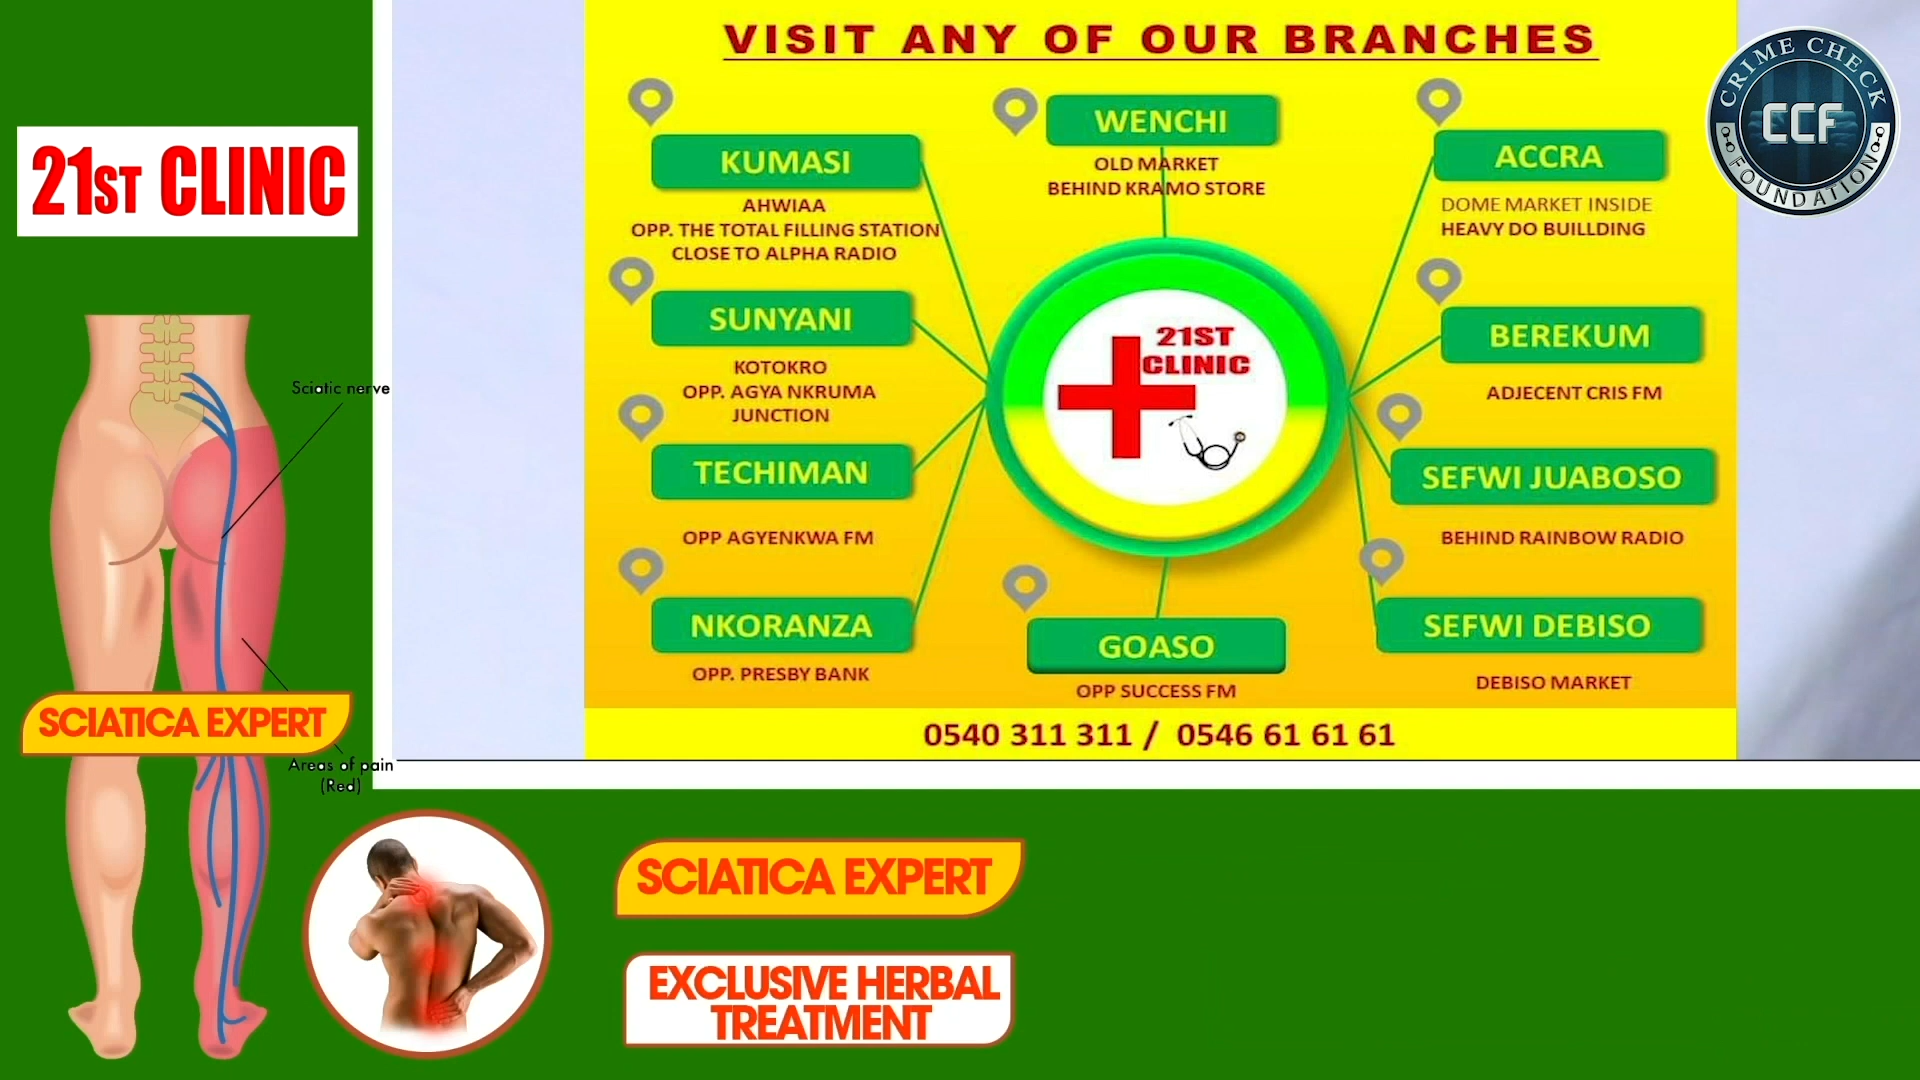 21ST CLINIC
Sciatic nerve
SCIATICA EXPERT
Areas of pain
(Red)
VISIT ANY OF OUR BRANCHES
KUMASI
AHWIAA
OPP. THE TOTAL FILLING STATION
CLOSE TO ALPHA RADIO
SUNYANI
KOTOKRO
OPP. AGYA NKRUMA
JUNCTION
TECHIMAN
OPP AGYENKWA FM
NKORANZA
OPP. PRESBY BANK
WENCHI
OLD MARKET
BEHIND KRAMO STORE
21ST
CLINIC
GOASO
OPP SUCCESS FM
ACCRA
DOME MARKET INSIDE
HEAVY DO BUILLDING
BEREKUM
ADJECENT CRIS FM
SEFWI JUABOSO
BEHIND RAINBOW RADIO
SEFWI DEBISO
DEBISO MARKET
0540 311 311 / 0546 61 61 61
CRIME CHECK
CCF
FOUNDATION
SCIATICA EXPERT
EXCLUSIVE HERBAL
TREATMENT